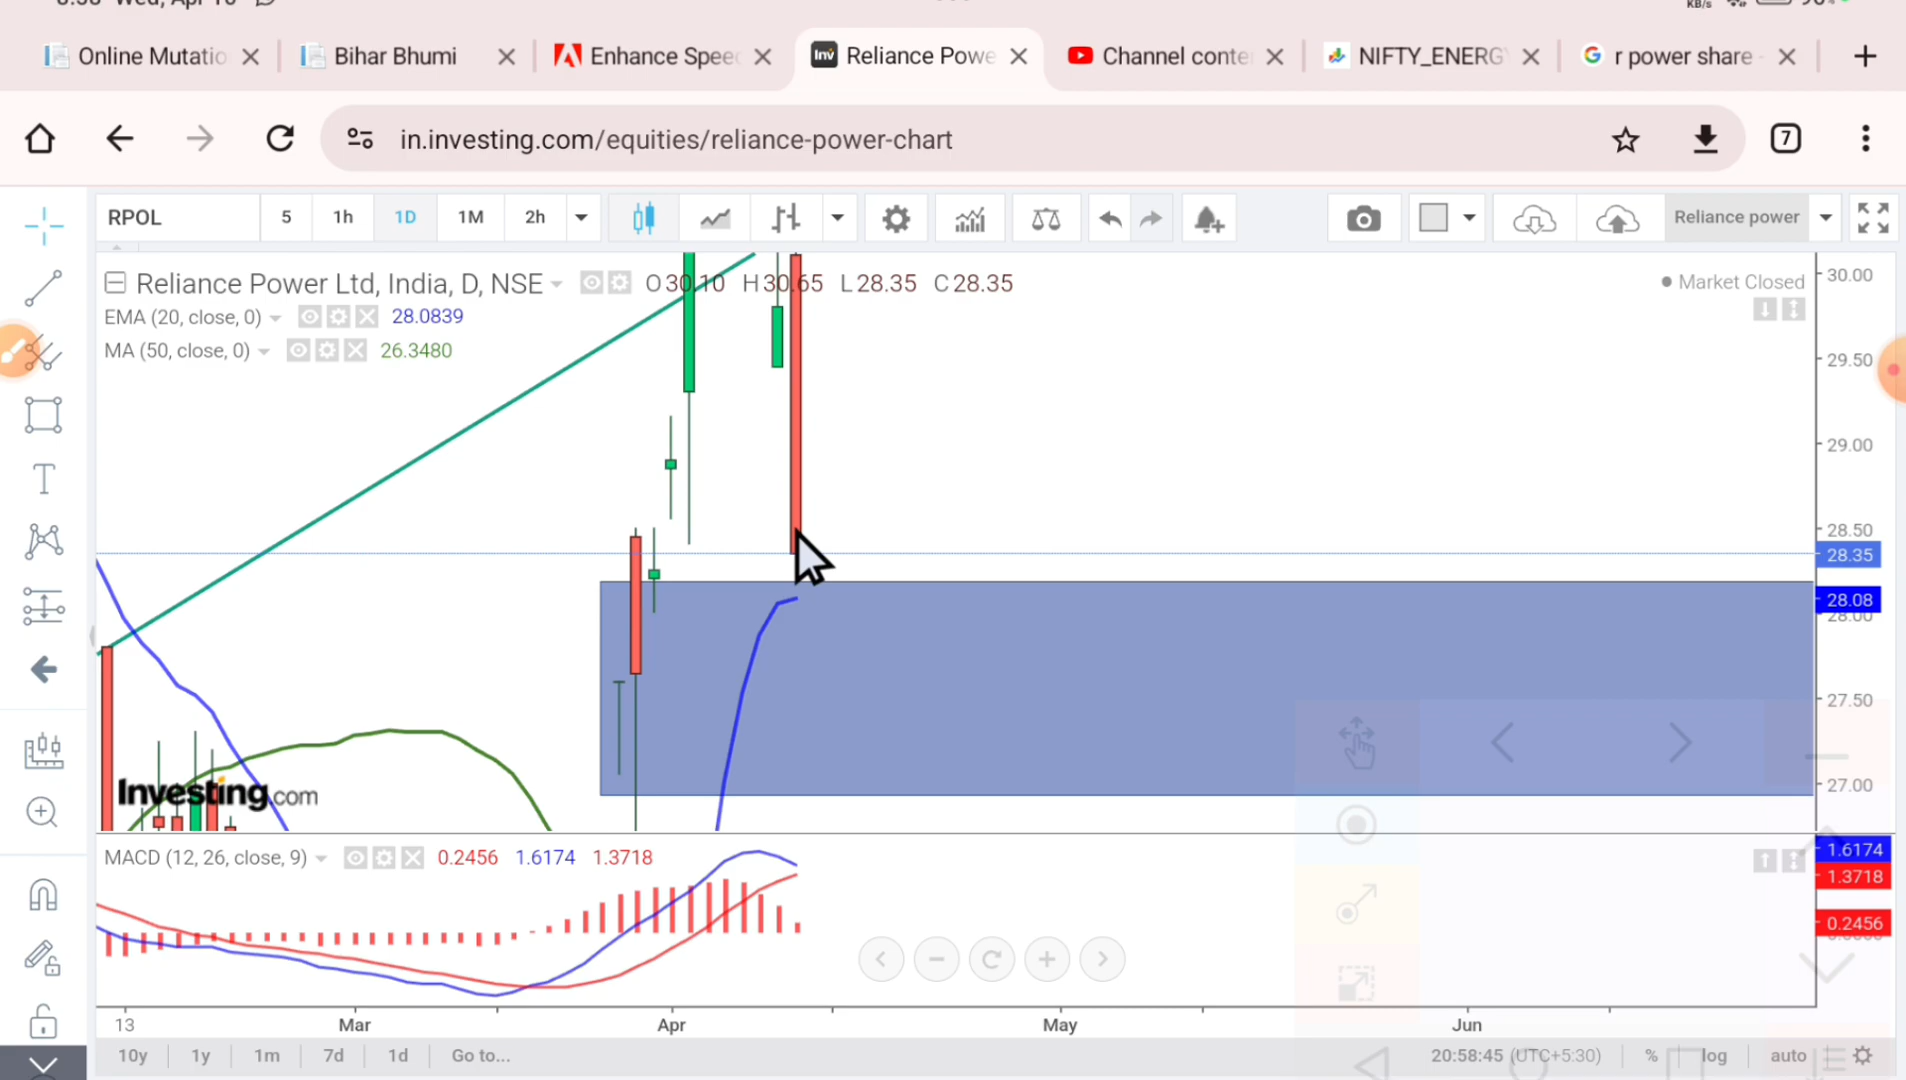 Online Mutatio
Bihar Bhumi
Enhance Speed
Inv
Reliance Powe
Channel conte
NIFTY_ENERG
r power share -
in.investing.com/equities/reliance-power-chart
7
RPOL
5
1h
1D
1M
2h
Reliance power
Reliance Power Ltd, India, D, NSE
O 30.10 H 30.65 L 28.35 C 28.35
Market Closed
EMA (20, close, 0) 28.0839
MA (50, close, 0) 26.3480
30.00
29.50
29.00
28.50
28.35
28.08
28.00
27.50
27.00
Investing.com
MACD (12, 26, close, 9) 0.2456 1.6174 1.3718
1.6174
1.3718
0.2456
13
Mar
Apr
May
Jun
10y
1y
1m
7d
1d
Go to...
20:58:45 (UTC+5:30)
%
log
auto